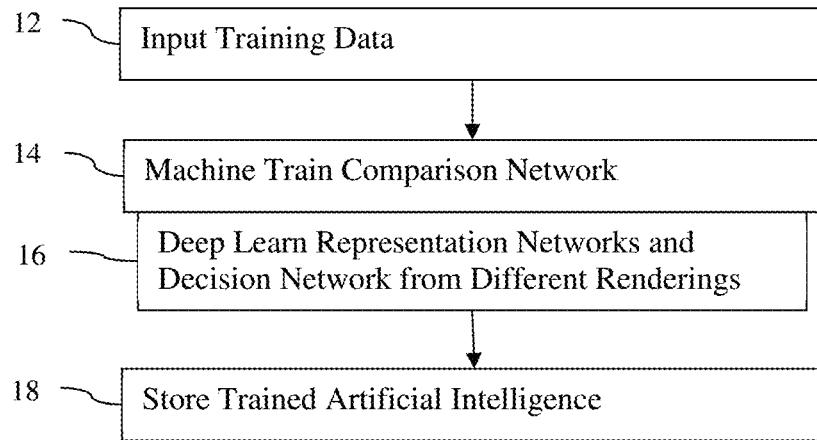 12
Input Training Data
14
Machine Train Comparison Network
16
Deep Learn Representation Networks and
Decision Network from Different Renderings
18
Store Trained Artificial Intelligence